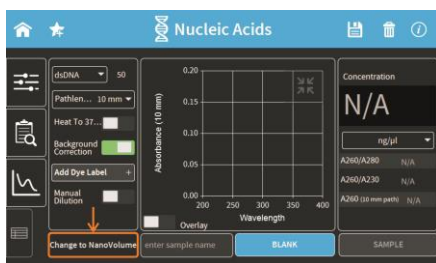 Nucleic Acids
dsDNA 50
Pathlen... 10 mm
Heat To 37...
Background
Correction
Add Dye Label +
Manual
Dilution
Change to NanoVolume
Absorbance (10 mm)
0.20
0.15
0.10
0.05
0.00
200 250 300 350 400
Wavelength
Overlay
enter sample name
BLANK
Concentration
N/A
ng/µl
A260/A280 N/A
A260/A230 N/A
A260 (10 mm path) N/A
SAMPLE